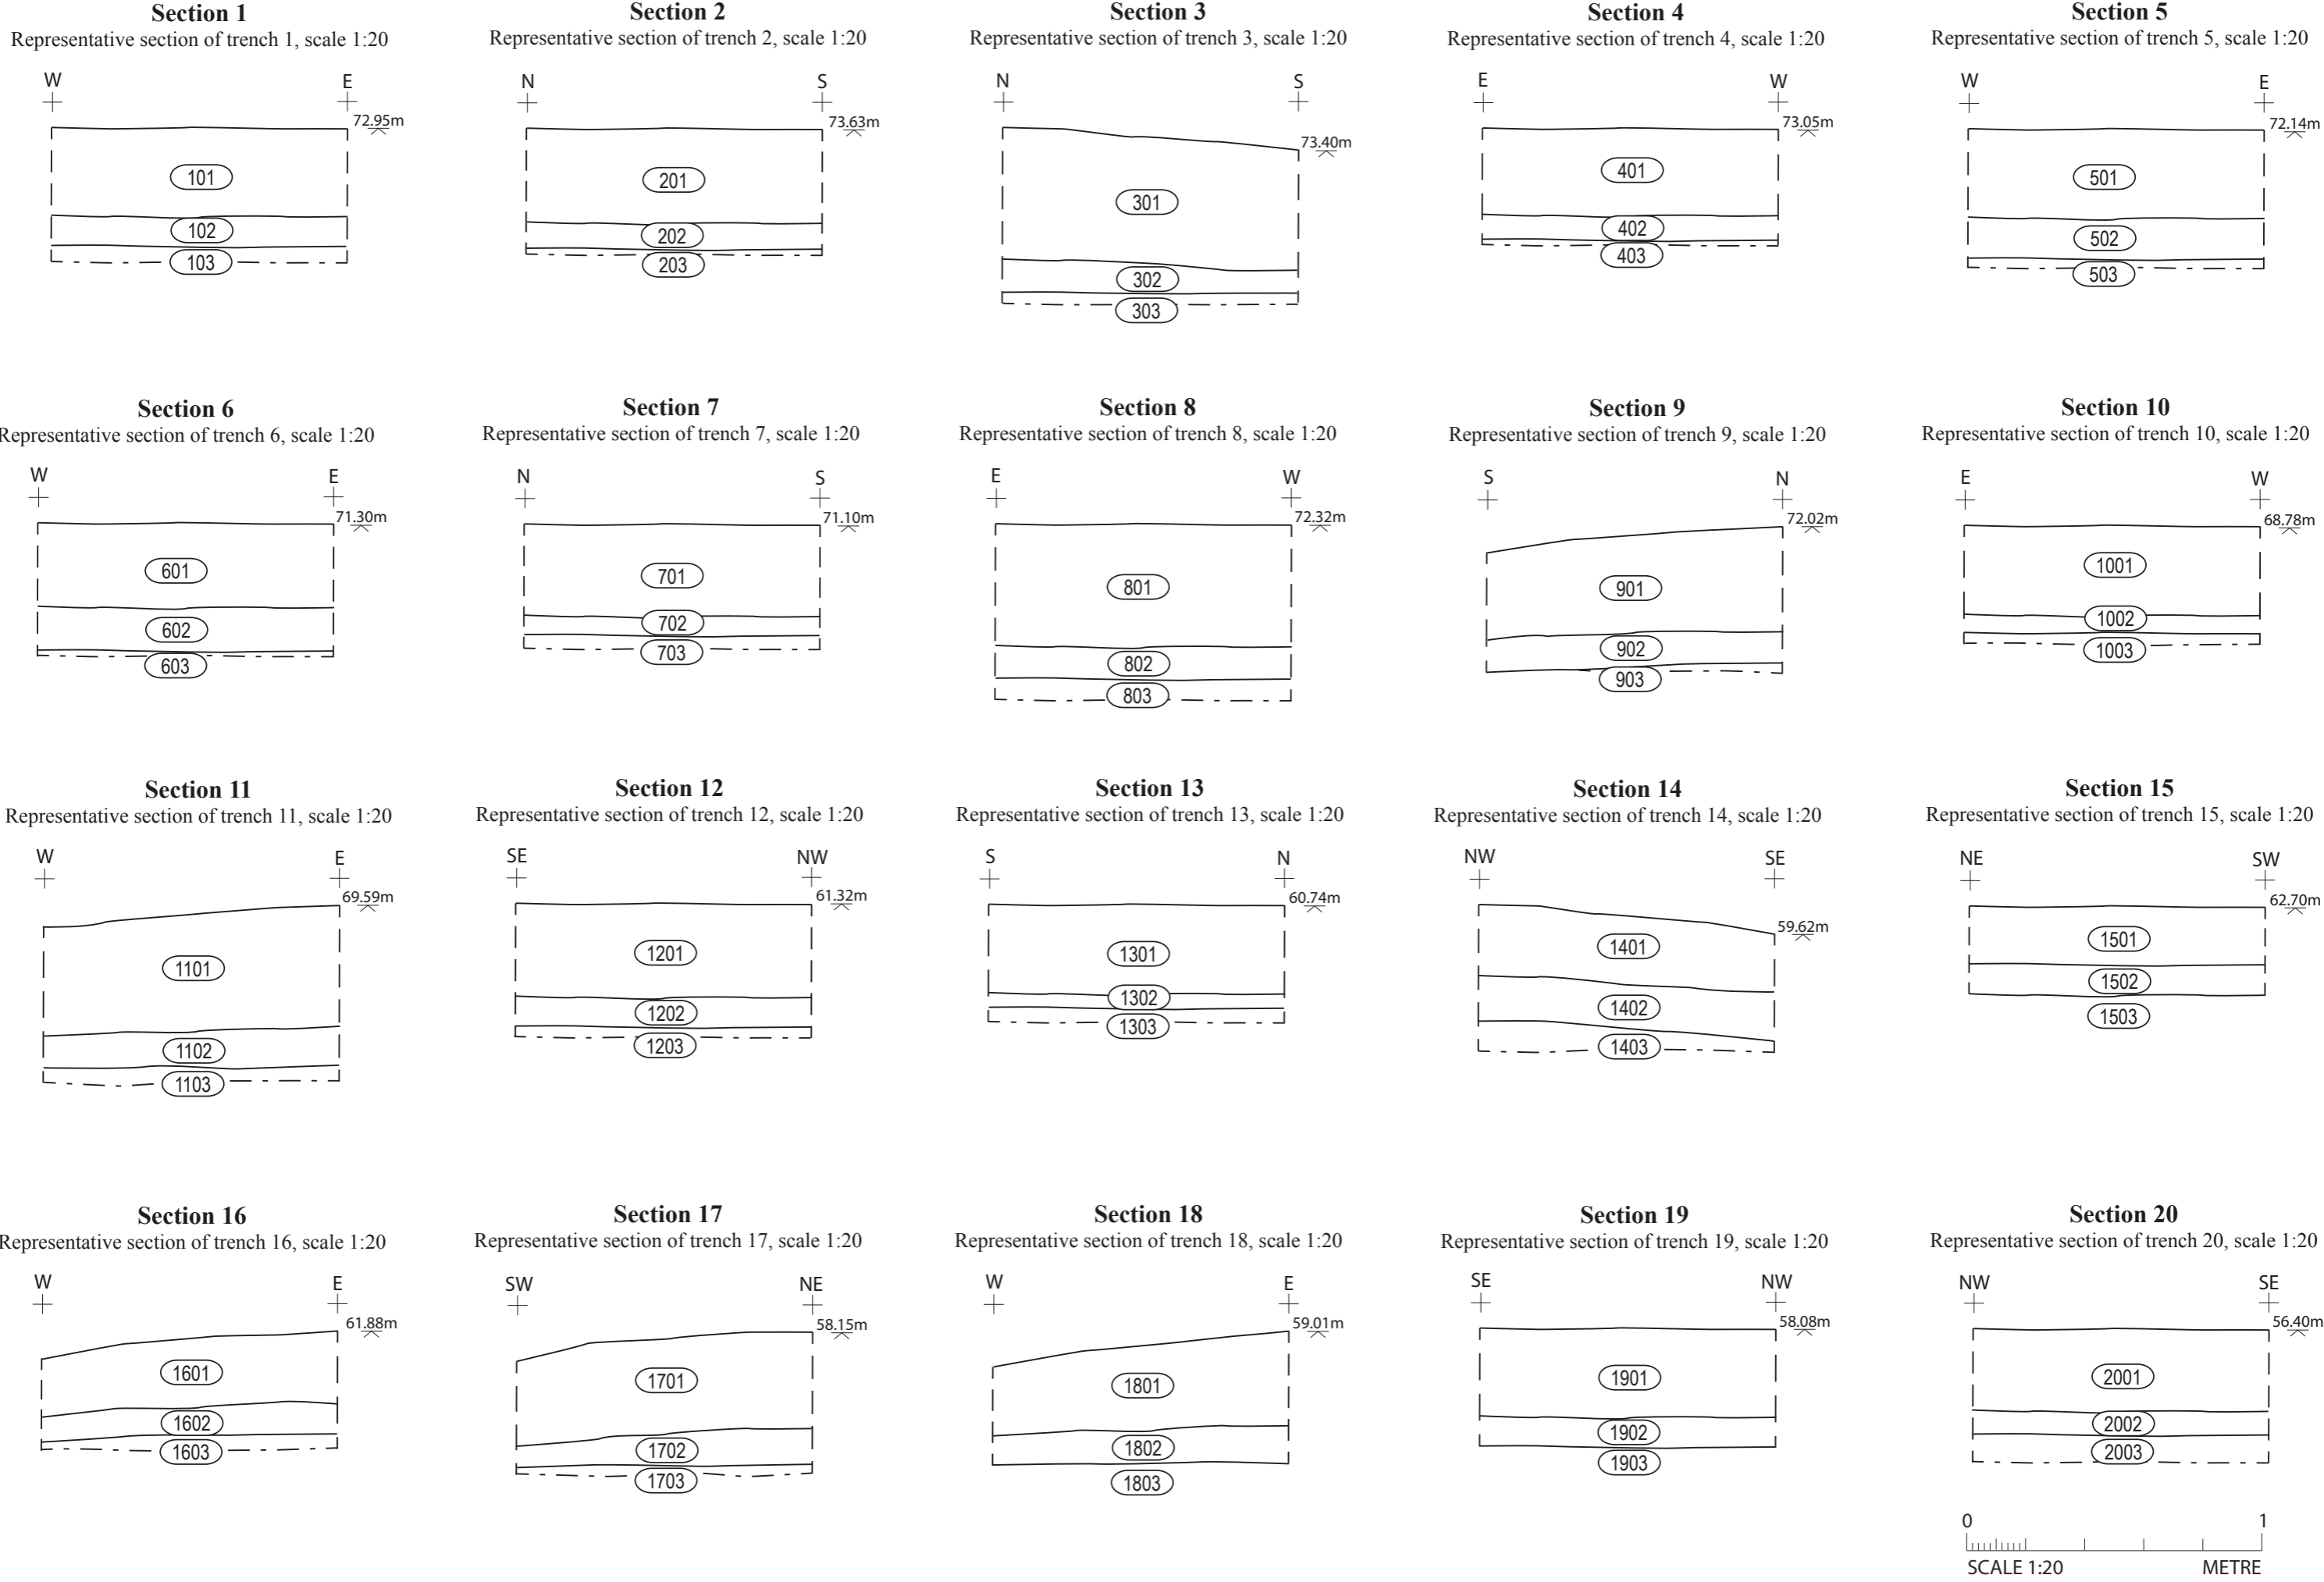 Section 1
Representative section of trench 1, scale 1:20
W
E
72.95m
101
102
103
Section 2
Representative section of trench 2, scale 1:20
N
S
73.63m
201
202
203
Section 3
Representative section of trench 3, scale 1:20
N
S
73.40m
301
302
303
Section 4
Representative section of trench 4, scale 1:20
E
W
73.05m
401
402
403
Section 5
Representative section of trench 5, scale 1:20
W
E
72.14m
501
502
503
Section 6
Representative section of trench 6, scale 1:20
W
E
71.30m
601
602
603
Section 7
Representative section of trench 7, scale 1:20
N
S
71.10m
701
702
703
Section 8
Representative section of trench 8, scale 1:20
E
W
72.32m
801
802
803
Section 9
Representative section of trench 9, scale 1:20
S
N
72.02m
901
902
903
Section 10
Representative section of trench 10, scale 1:20
E
W
68.78m
1001
1002
1003
Section 11
Representative section of trench 11, scale 1:20
W
E
69.59m
1101
1102
1103
Section 12
Representative section of trench 12, scale 1:20
SE
NW
61.32m
1201
1202
1203
Section 13
Representative section of trench 13, scale 1:20
S
N
60.74m
1301
1302
1303
Section 14
Representative section of trench 14, scale 1:20
NW
SE
59.62m
1401
1402
1403
Section 15
Representative section of trench 15, scale 1:20
NE
SW
62.70m
1501
1502
1503
Section 16
Representative section of trench 16, scale 1:20
W
E
61.88m
1601
1602
1603
Section 17
Representative section of trench 17, scale 1:20
SW
NE
58.15m
1701
1702
1703
Section 18
Representative section of trench 18, scale 1:20
W
E
59.01m
1801
1802
1803
Section 19
Representative section of trench 19, scale 1:20
SE
NW
58.08m
1901
1902
1903
Section 20
Representative section of trench 20, scale 1:20
NW
SE
56.40m
2001
2002
2003
0 1
SCALE 1:20 METRE